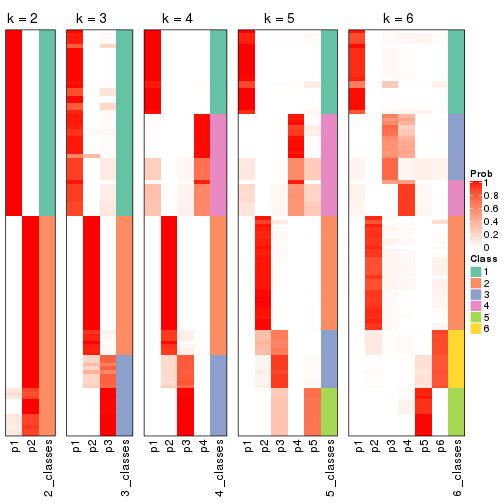 k = 2
k = 3
k = 4
k = 5
k = 6
Prob
1
0.8
0.6
0.4
0.2
0
Class
1
2
3
4
5
6
p1
p2
2_classes
p1
p2
p3
3_classes
p1
p2
p3
p4
4_classes
p1
p2
p3
p4
p5
5_classes
p1
p2
p3
p4
p5
p6
6_classes